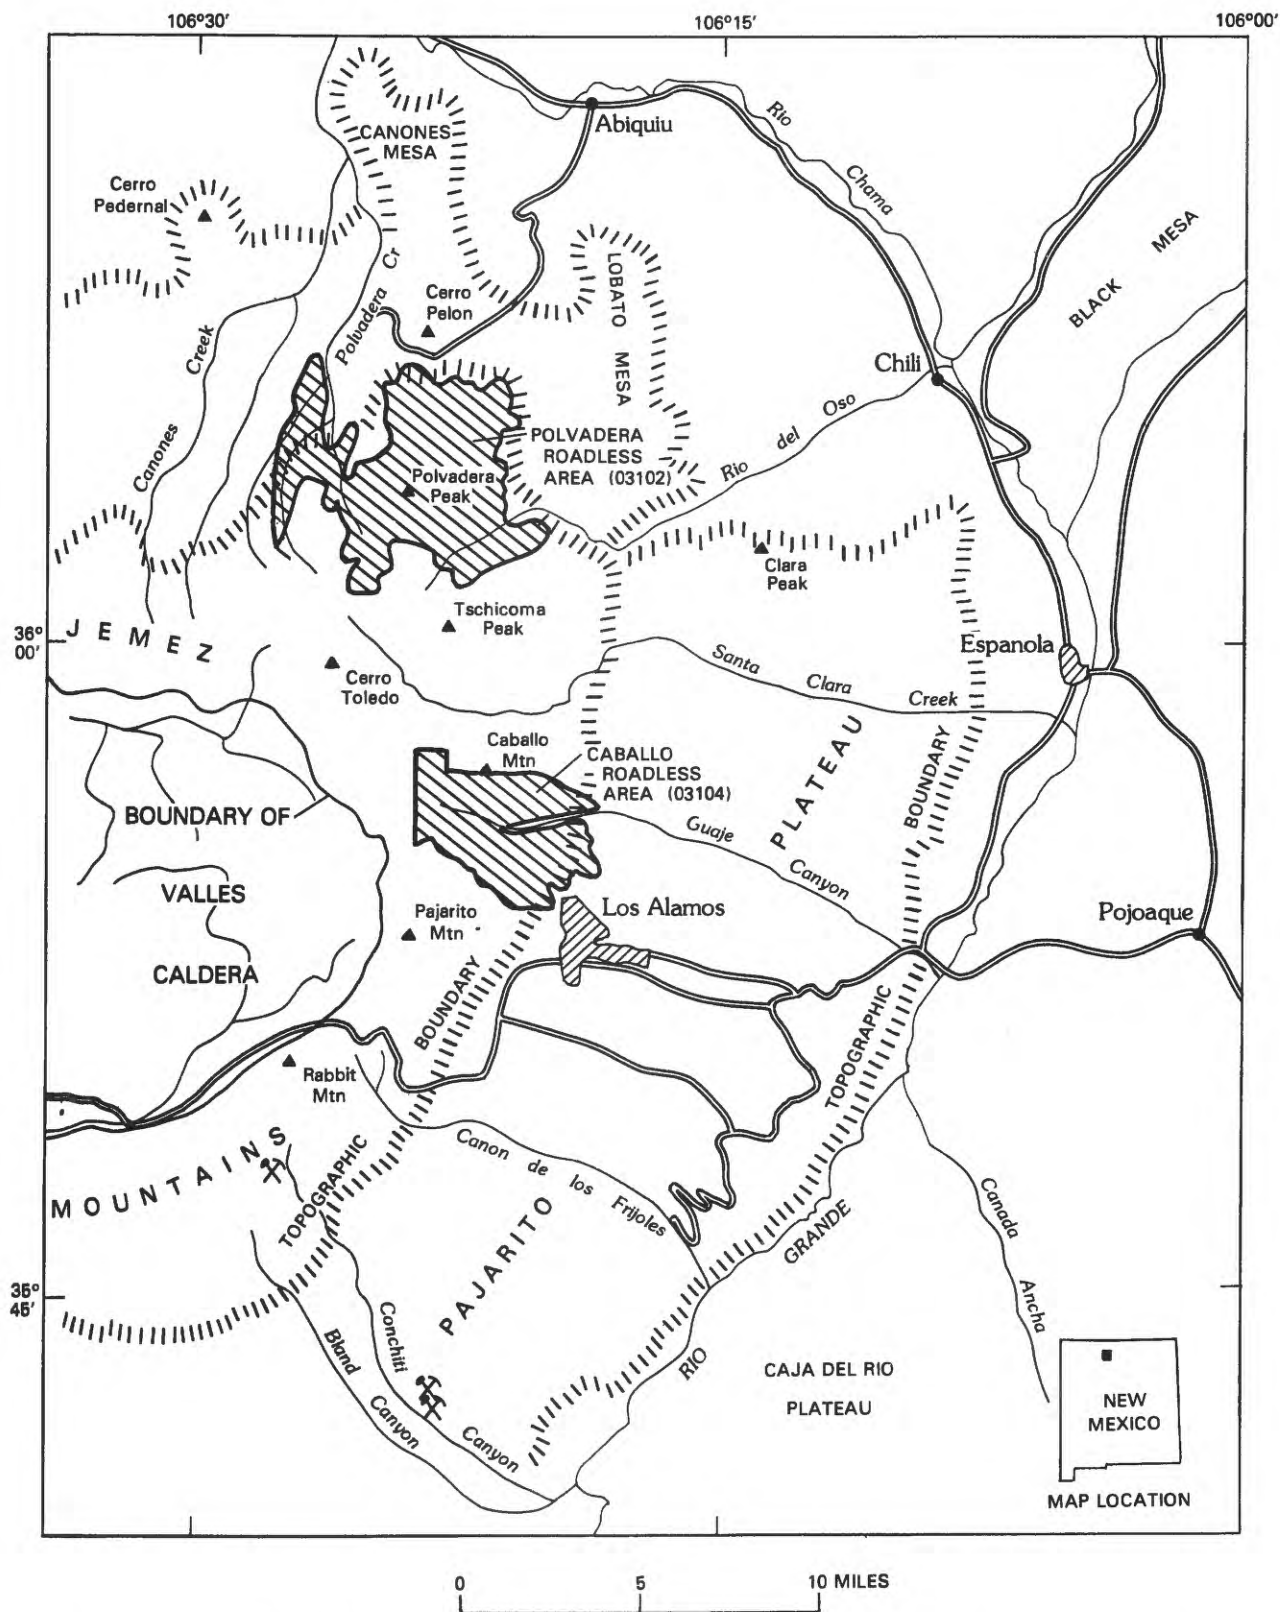 106°30′
106°15′
106°00′
Abiquiu
Rio
Chama
CANONES
MESA
Cerro
Pedernal
BLACK MESA
LOBATO MESA
Polvadera Cr
Cerro
Pelon
Canones Creek
Chili
Rio del Oso
POLVADERA
ROADLESS
AREA (03102)
Polvadera
Peak
Clara
Peak
Tschicoma
Peak
36°
00′
JEMEZ
Espanola
Cerro
Toledo
Santa Clara Creek
Caballo
Mtn
CABALLO
ROADLESS
AREA (03104)
PLATEAU
BOUNDARY
BOUNDARY OF
VALLES
CALDERA
Guaje Canyon
Los Alamos
Pajarito
Mtn
Pojoaque
BOUNDARY
TOPOGRAPHIC
Rabbit
Mtn
MOUNTAINS
TOPOGRAPHIC
Canon de los Frijoles
Canada Ancha
PAJARITO
RIO GRANDE
35°
45′
Conchiti Canyon
Bland Canyon
CAJA DEL RIO
PLATEAU
NEW
MEXICO
MAP LOCATION
0 5 10 MILES